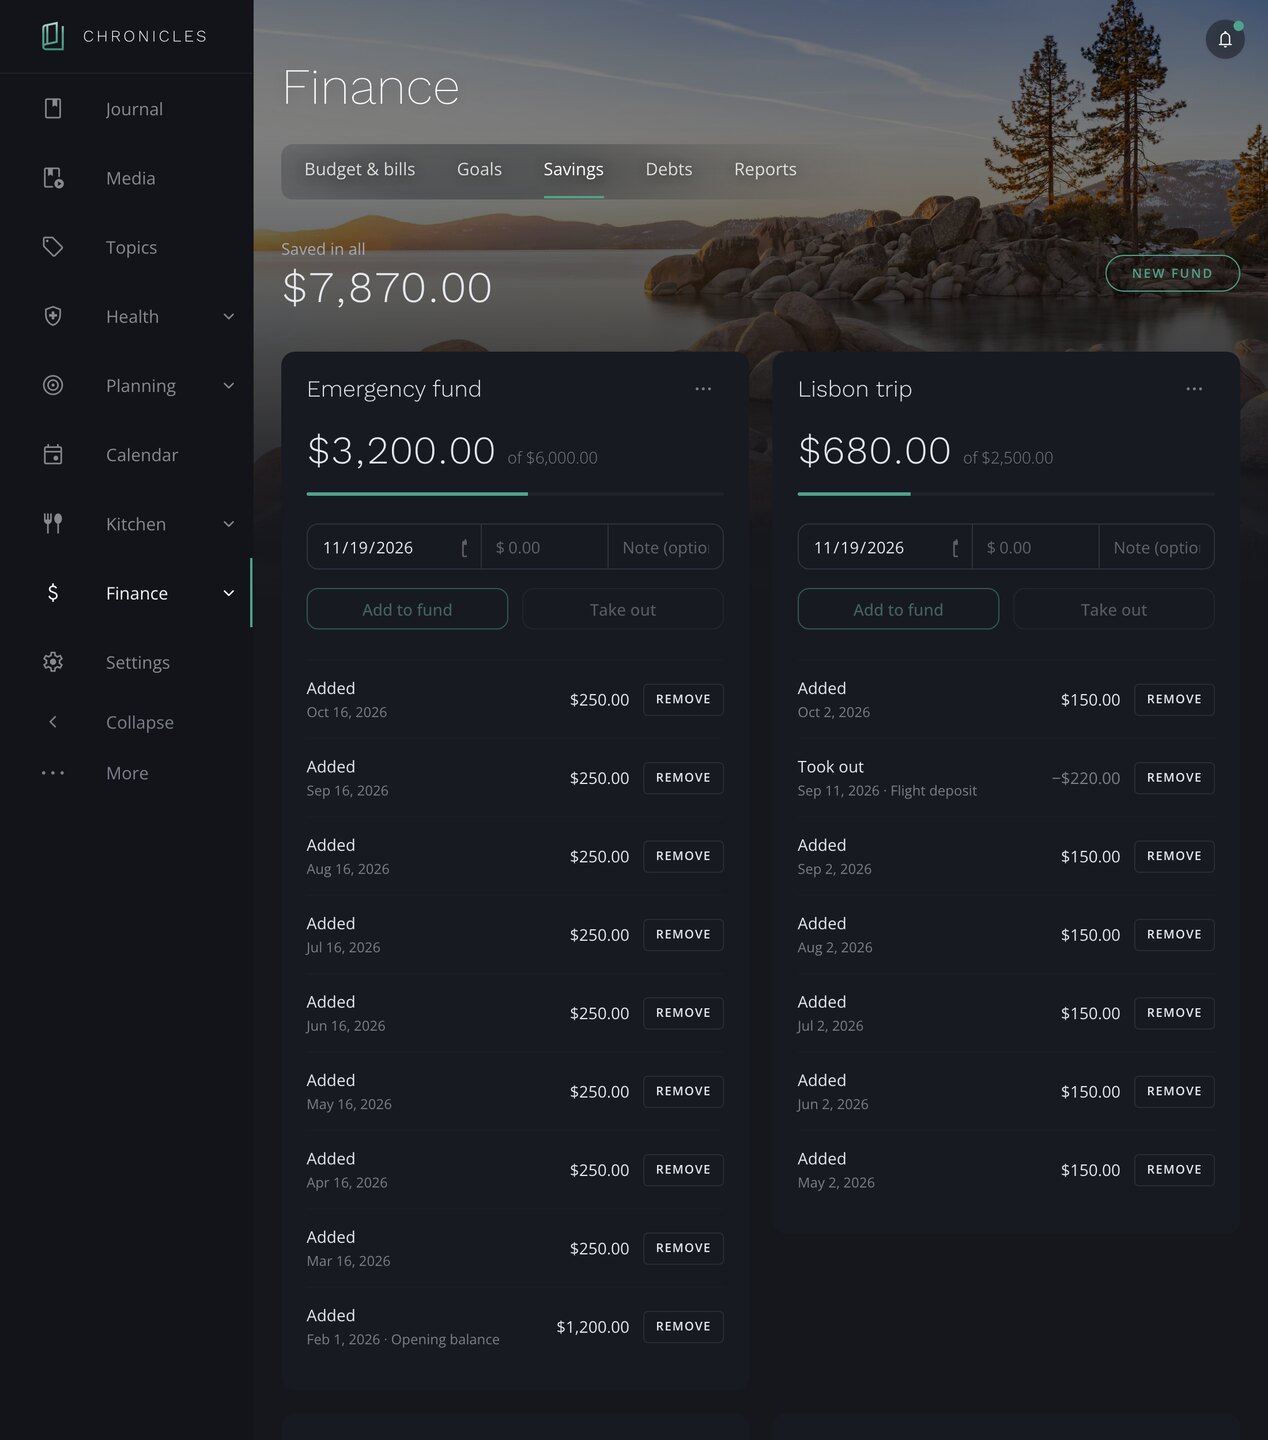 CHRONICLES
Journal
Media
Topics
Health
Planning
Calendar
Kitchen
Finance
Settings
Collapse
More
Finance
Budget & bills Goals Savings Debts Reports
Saved in all
$7,870.00
NEW FUND
Emergency fund
$3,200.00 of $6,000.00
11/19/2026 $ 0.00 Note (optio
Add to fund Take out
Added
Oct 16, 2026
$250.00 REMOVE
Added
Sep 16, 2026
$250.00 REMOVE
Added
Aug 16, 2026
$250.00 REMOVE
Added
Jul 16, 2026
$250.00 REMOVE
Added
Jun 16, 2026
$250.00 REMOVE
Added
May 16, 2026
$250.00 REMOVE
Added
Apr 16, 2026
$250.00 REMOVE
Added
Mar 16, 2026
$250.00 REMOVE
Added
Feb 1, 2026 · Opening balance
$1,200.00 REMOVE
Lisbon trip
$680.00 of $2,500.00
11/19/2026 $ 0.00 Note (optio
Add to fund Take out
Added
Oct 2, 2026
$150.00 REMOVE
Took out
Sep 11, 2026 · Flight deposit
−$220.00 REMOVE
Added
Sep 2, 2026
$150.00 REMOVE
Added
Aug 2, 2026
$150.00 REMOVE
Added
Jul 2, 2026
$150.00 REMOVE
Added
Jun 2, 2026
$150.00 REMOVE
Added
May 2, 2026
$150.00 REMOVE